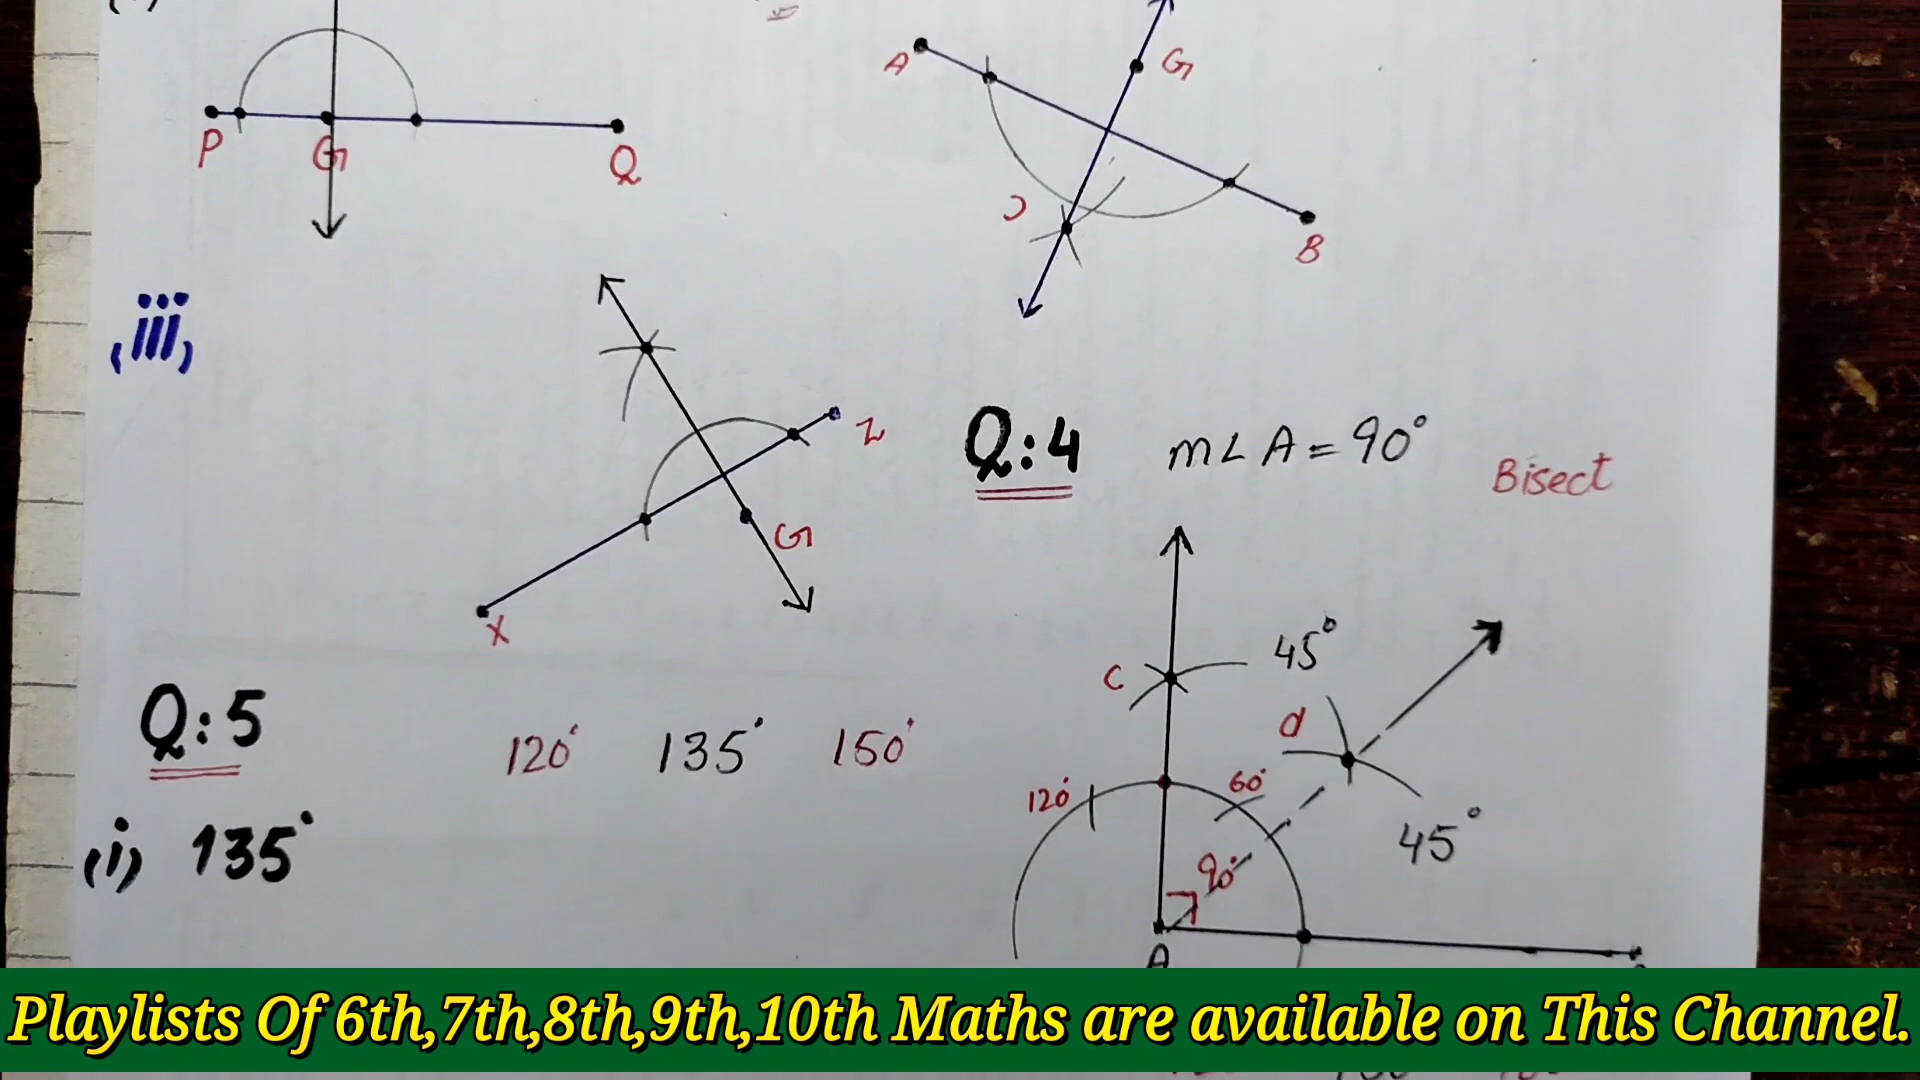 P
G
Q
A
G
B
(iii)
Z
G
X
Q:4 m∠A=90°
Bisect
C
45°
d
120°
60°
45°
90°
A
Q:5 120° 135° 150°
(i) 135°
Playlists Of 6th,7th,8th,9th,10th Maths are available on This Channel.